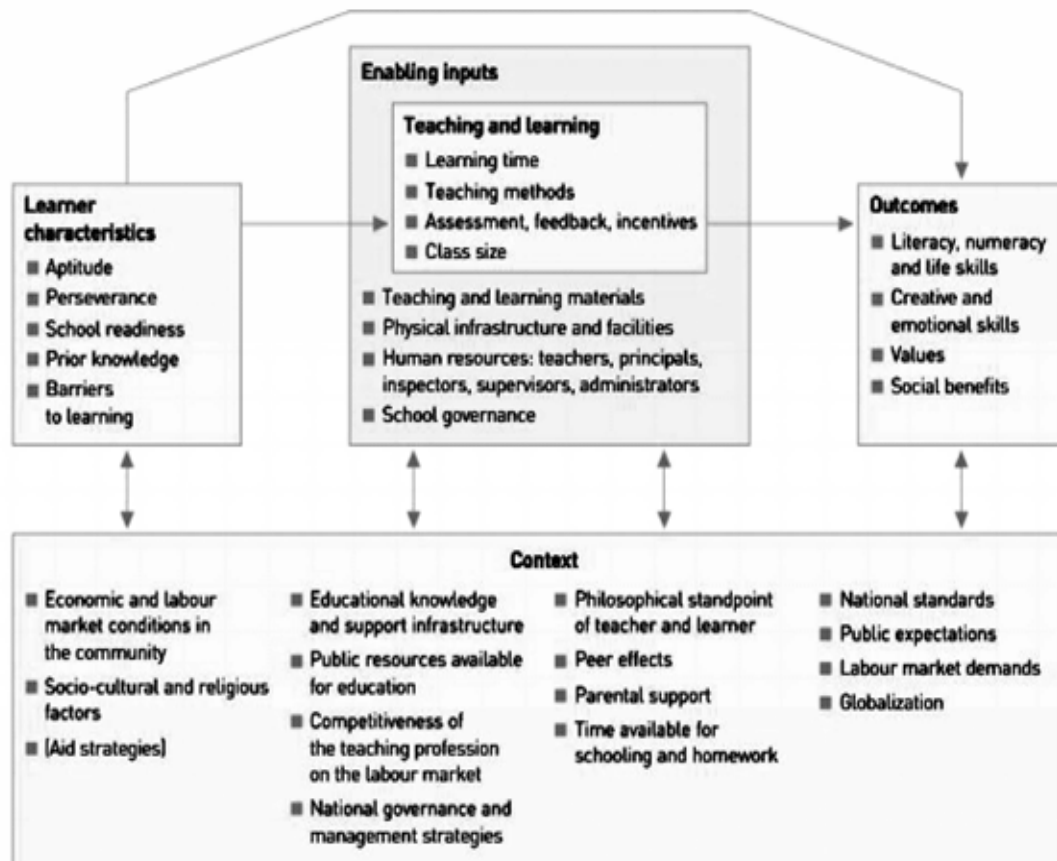 Enabling inputs
Teaching and learning
Learning time
Teaching methods
Assessment, feedback, incentives
Class size
Teaching and learning materials
Physical infrastructure and facilities
Human resources: teachers, principals,
inspectors, supervisors, administrators
School governance
Learner
characteristics
Aptitude
Perseverance
School readiness
Prior knowledge
Barriers
to learning
Outcomes
Literacy, numeracy
and life skills
Creative and
emotional skills
Values
Social benefits
Context
Economic and labour
market conditions in
the community
Socio-cultural and religious
factors
(Aid strategies)
Educational knowledge
and support infrastructure
Public resources available
for education
Competitiveness of
the teaching profession
on the labour market
National governance and
management strategies
Philosophical standpoint
of teacher and learner
Peer effects
Parental support
Time available for
schooling and homework
National standards
Public expectations
Labour market demands
Globalization